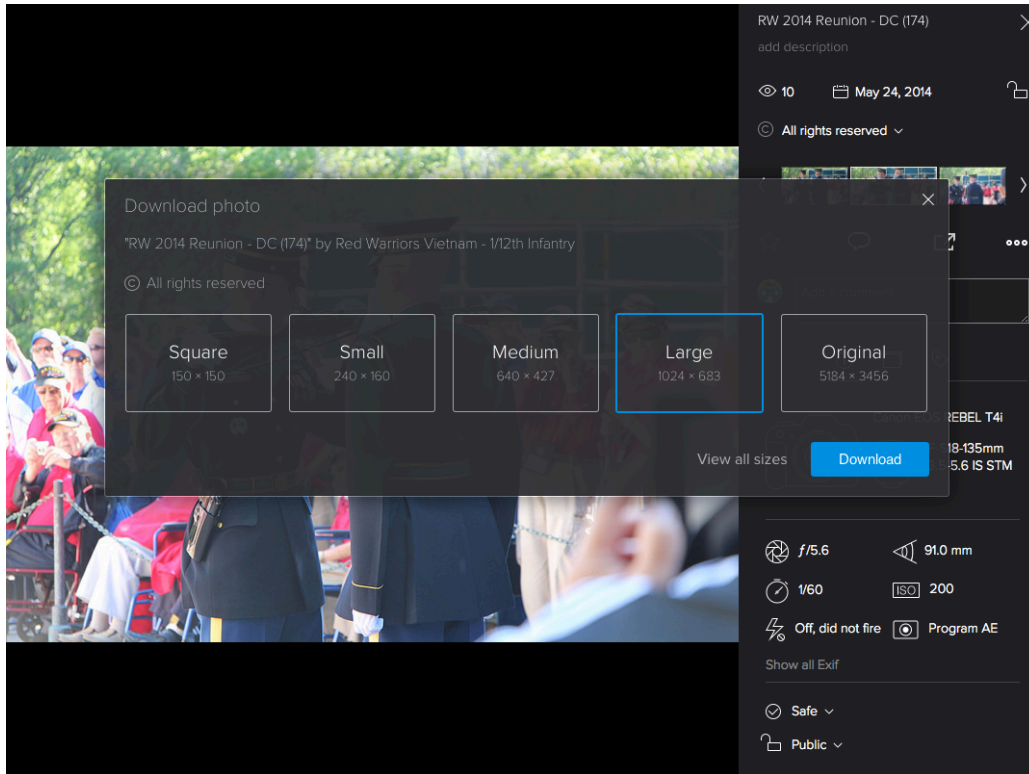 RW 2014 Reunion - DC (174)
add description
10
May 24, 2014
All rights reserved
Download photo
"RW 2014 Reunion - DC (174)" by Red Warriors Vietnam - 1/12th Infantry
© All rights reserved
Square
150 × 150
Small
240 × 160
Medium
640 × 427
Large
1024 × 683
Original
5184 × 3456
View all sizes
Download
Canon EOS REBEL T4i
18-135mm
-5.6 IS STM
ƒ/5.6
91.0 mm
1/60
ISO
200
Off, did not fire
Program AE
Show all Exif
Safe
Public